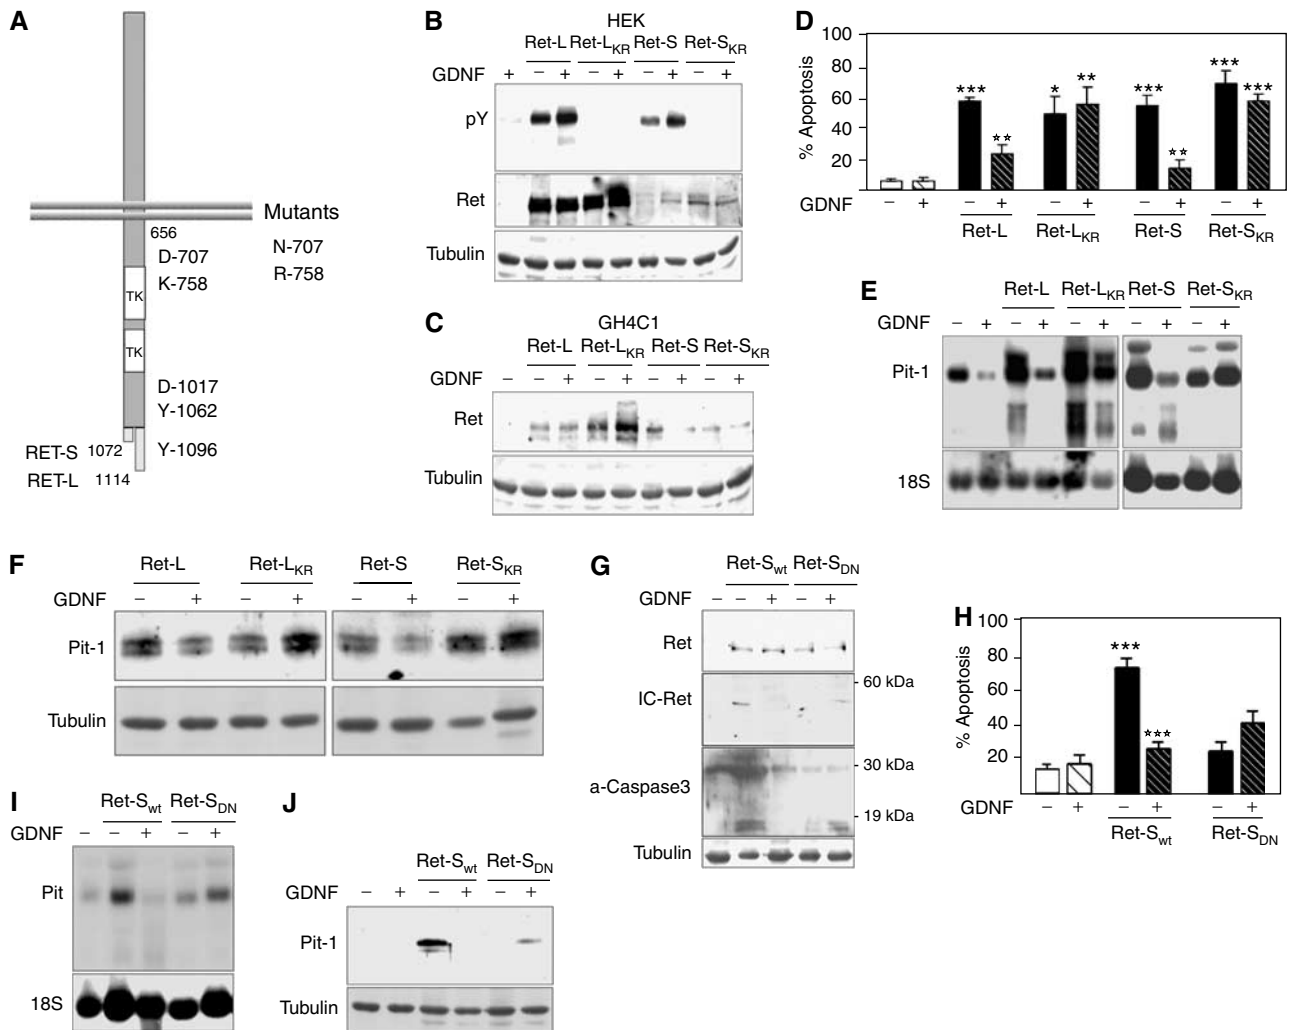 A
656
Mutants
D-707
N-707
K-758
R-758
TK
TK
D-1017
Y-1062
RET-S 1072
Y-1096
RET-L 1114
B
HEK
Ret-L Ret-LKR Ret-S Ret-SKR
GDNF + – + – + – + – +
pY
Ret
Tubulin
C
GH4C1
Ret-L Ret-LKR Ret-S Ret-SKR
GDNF – – + – + – + – +
Ret
Tubulin
D
% Apoptosis
100
80
60
40
20
*** ** * ** *** ** *** ***
GDNF – + – + – + – + – +
Ret-L Ret-LKR Ret-S Ret-SKR
E
Ret-L Ret-LKR Ret-S Ret-SKR
GDNF – + – + – + – + – +
Pit-1
18S
F
Ret-L Ret-LKR Ret-S Ret-SKR
GDNF – + – + – + – +
Pit-1
Tubulin
G
Ret-Swt Ret-SDN
GDNF – – + – +
Ret
60 kDa
IC-Ret
30 kDa
a-Caspase3
19 kDa
Tubulin
H
% Apoptosis
100
80
60
40
20
*** ***
GDNF – + – + – +
Ret-Swt Ret-SDN
I
Ret-Swt Ret-SDN
GDNF – – + – +
Pit
18S
J
Ret-Swt Ret-SDN
GDNF – + – + – +
Pit-1
Tubulin